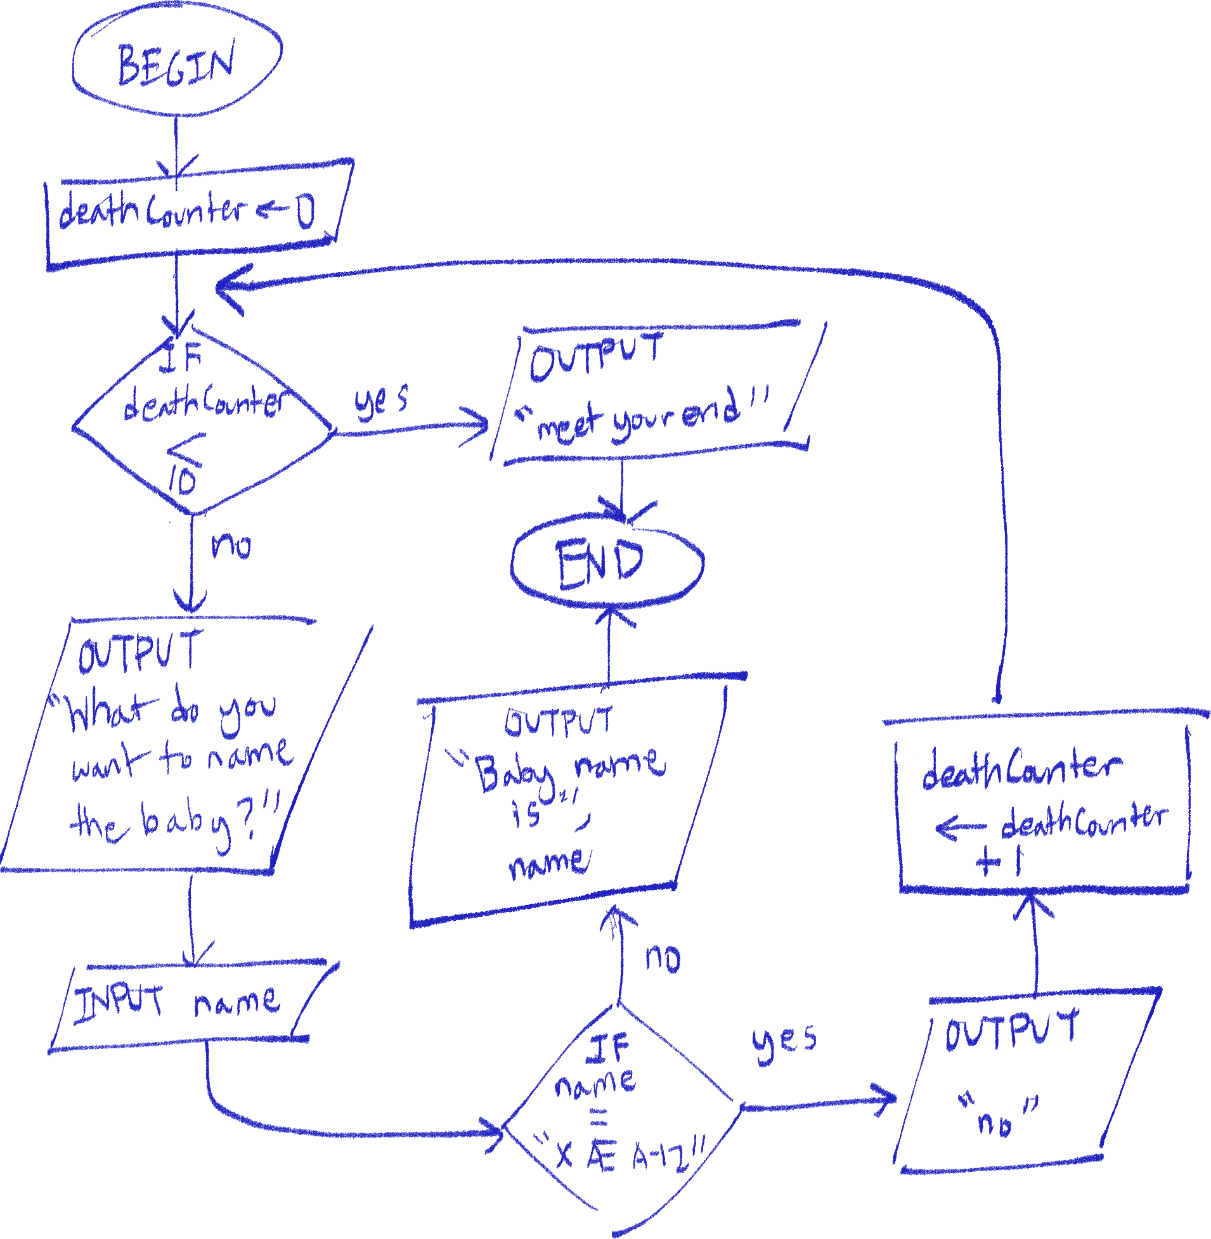 BEGIN
deathCounter ← 0
IF
deathCounter
<
10
yes
OUTPUT
"meet your end"
END
no
OUTPUT
"What do you
want to name
the baby?"
INPUT name
IF
name
=
"X Æ A-12"
no
OUTPUT
"Baby name
is",
name
yes
OUTPUT
"no"
deathCounter
← deathCounter
+ 1